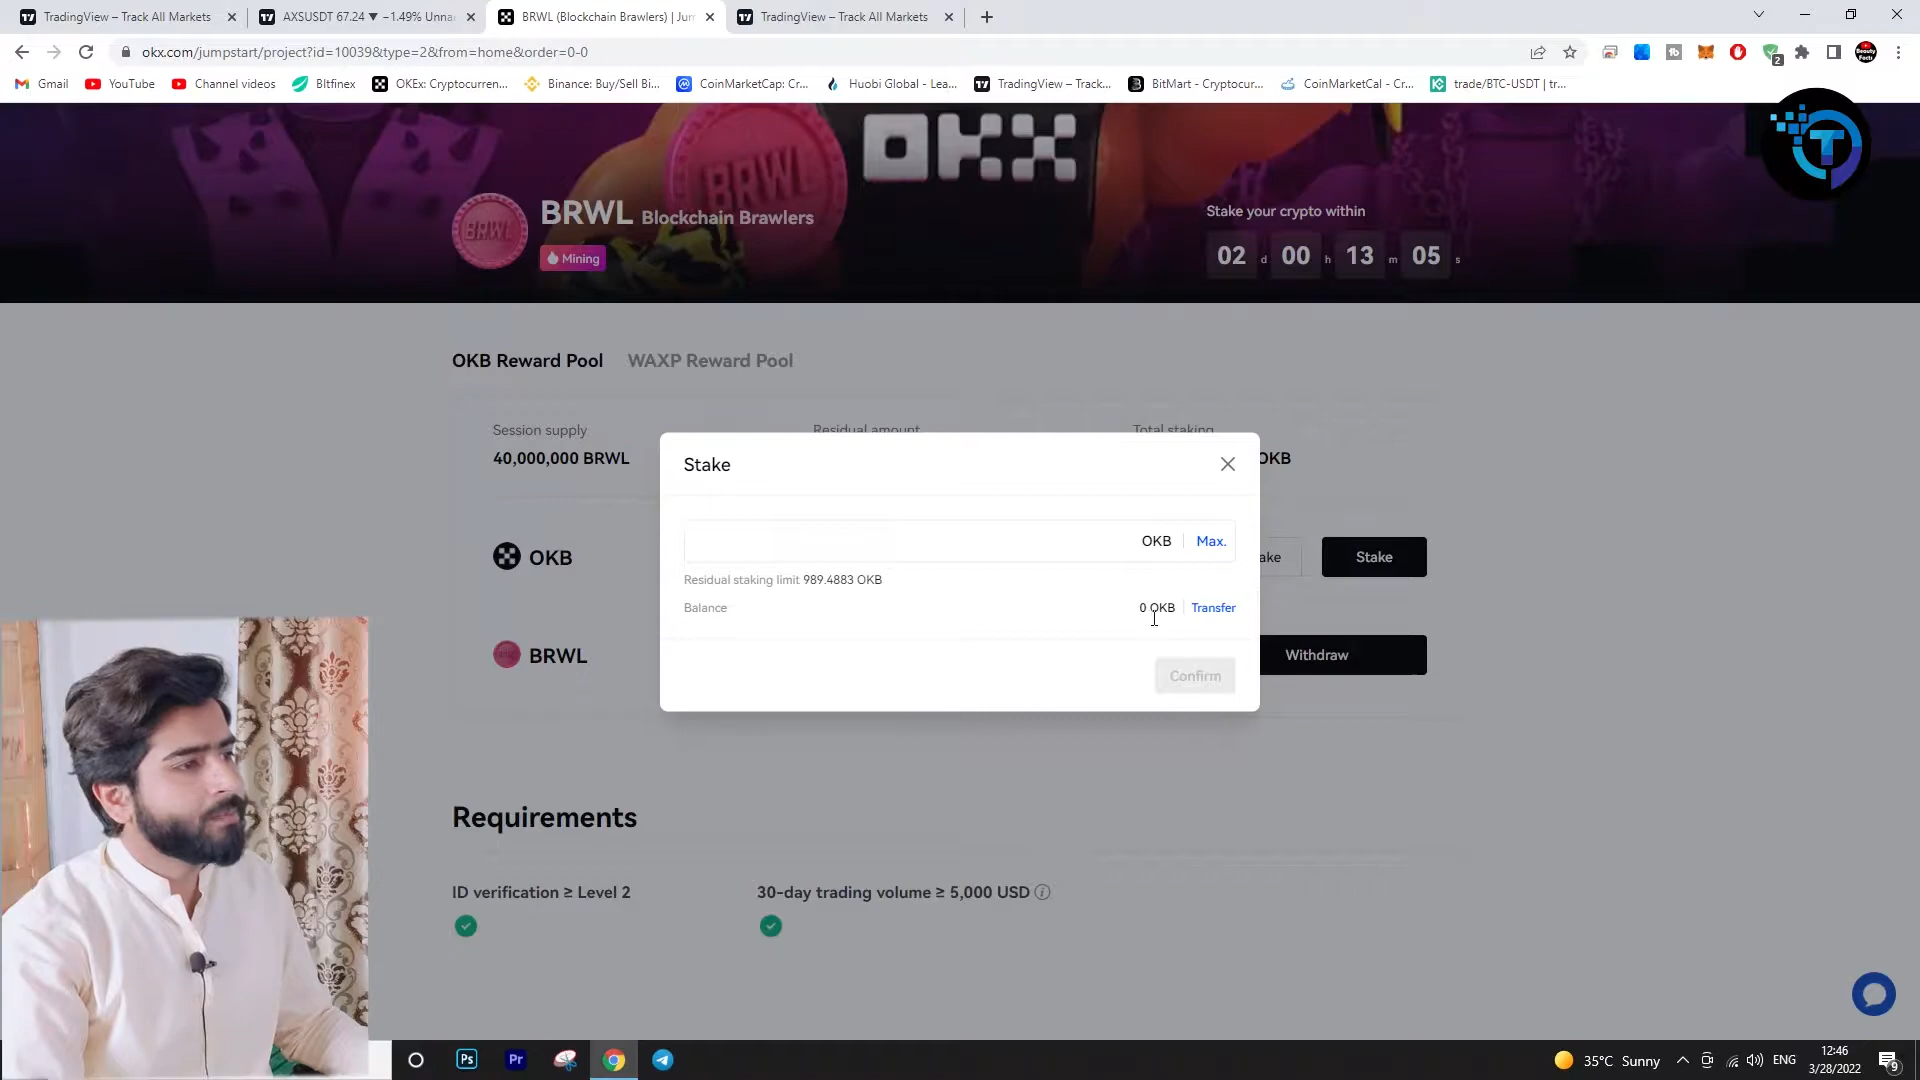 TradingView – Track All Markets
AXSUSDT 67.24 ▼ −1.49% Unna
BRWL (Blockchain Brawlers) | Jum
TradingView – Track All Markets
okx.com/jumpstart/project?id=10039&type=2&from=home&order=0-0
Gmail
YouTube
Channel videos
Bitfinex
OKEx: Cryptocurren...
Binance: Buy/Sell Bi...
CoinMarketCap: Cr...
Huobi Global - Lea...
TradingView – Track...
BitMart - Cryptocur...
CoinMarketCal - Cr...
trade/BTC-USDT | tr...
OKX
BRWL
BRWL Blockchain Brawlers
Mining
Stake your crypto within
02 d 00 h 13 m 05 s
OKB Reward Pool
WAXP Reward Pool
Session supply
Residual amount
Total staking
40,000,000 BRWL
OKB
Stake
OKB Max.
Residual staking limit 989.4883 OKB
Balance
0 OKB Transfer
Confirm
OKB
ake
Stake
BRWL
Withdraw
Requirements
ID verification ≥ Level 2
30-day trading volume ≥ 5,000 USD
Ps
Pr
35°C Sunny
ENG
12:46
3/28/2022
9